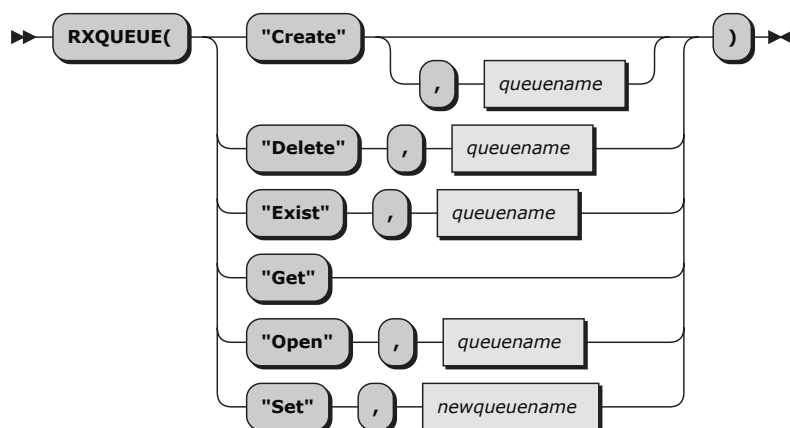 RXQUEUE( "Create" )
, queuename
"Delete" , queuename
"Exist" , queuename
"Get"
"Open" , queuename
"Set" , newqueuename